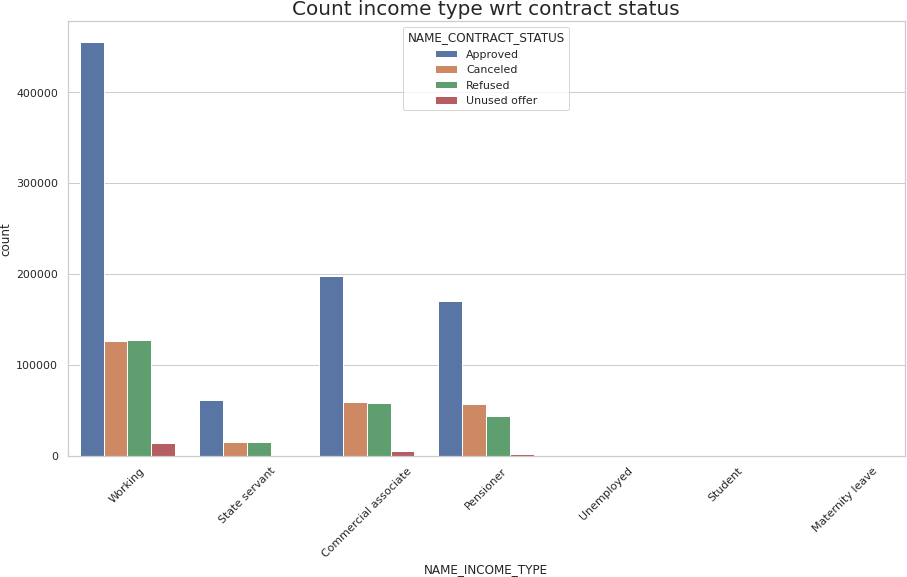 Count income type wrt contract status
NAME_CONTRACT_STATUS
Approved
Canceled
Refused
Unused offer
400000
300000
200000
100000
0
count
Working
State servant
Commercial associate
Pensioner
Unemployed
Student
Maternity leave
NAME_INCOME_TYPE